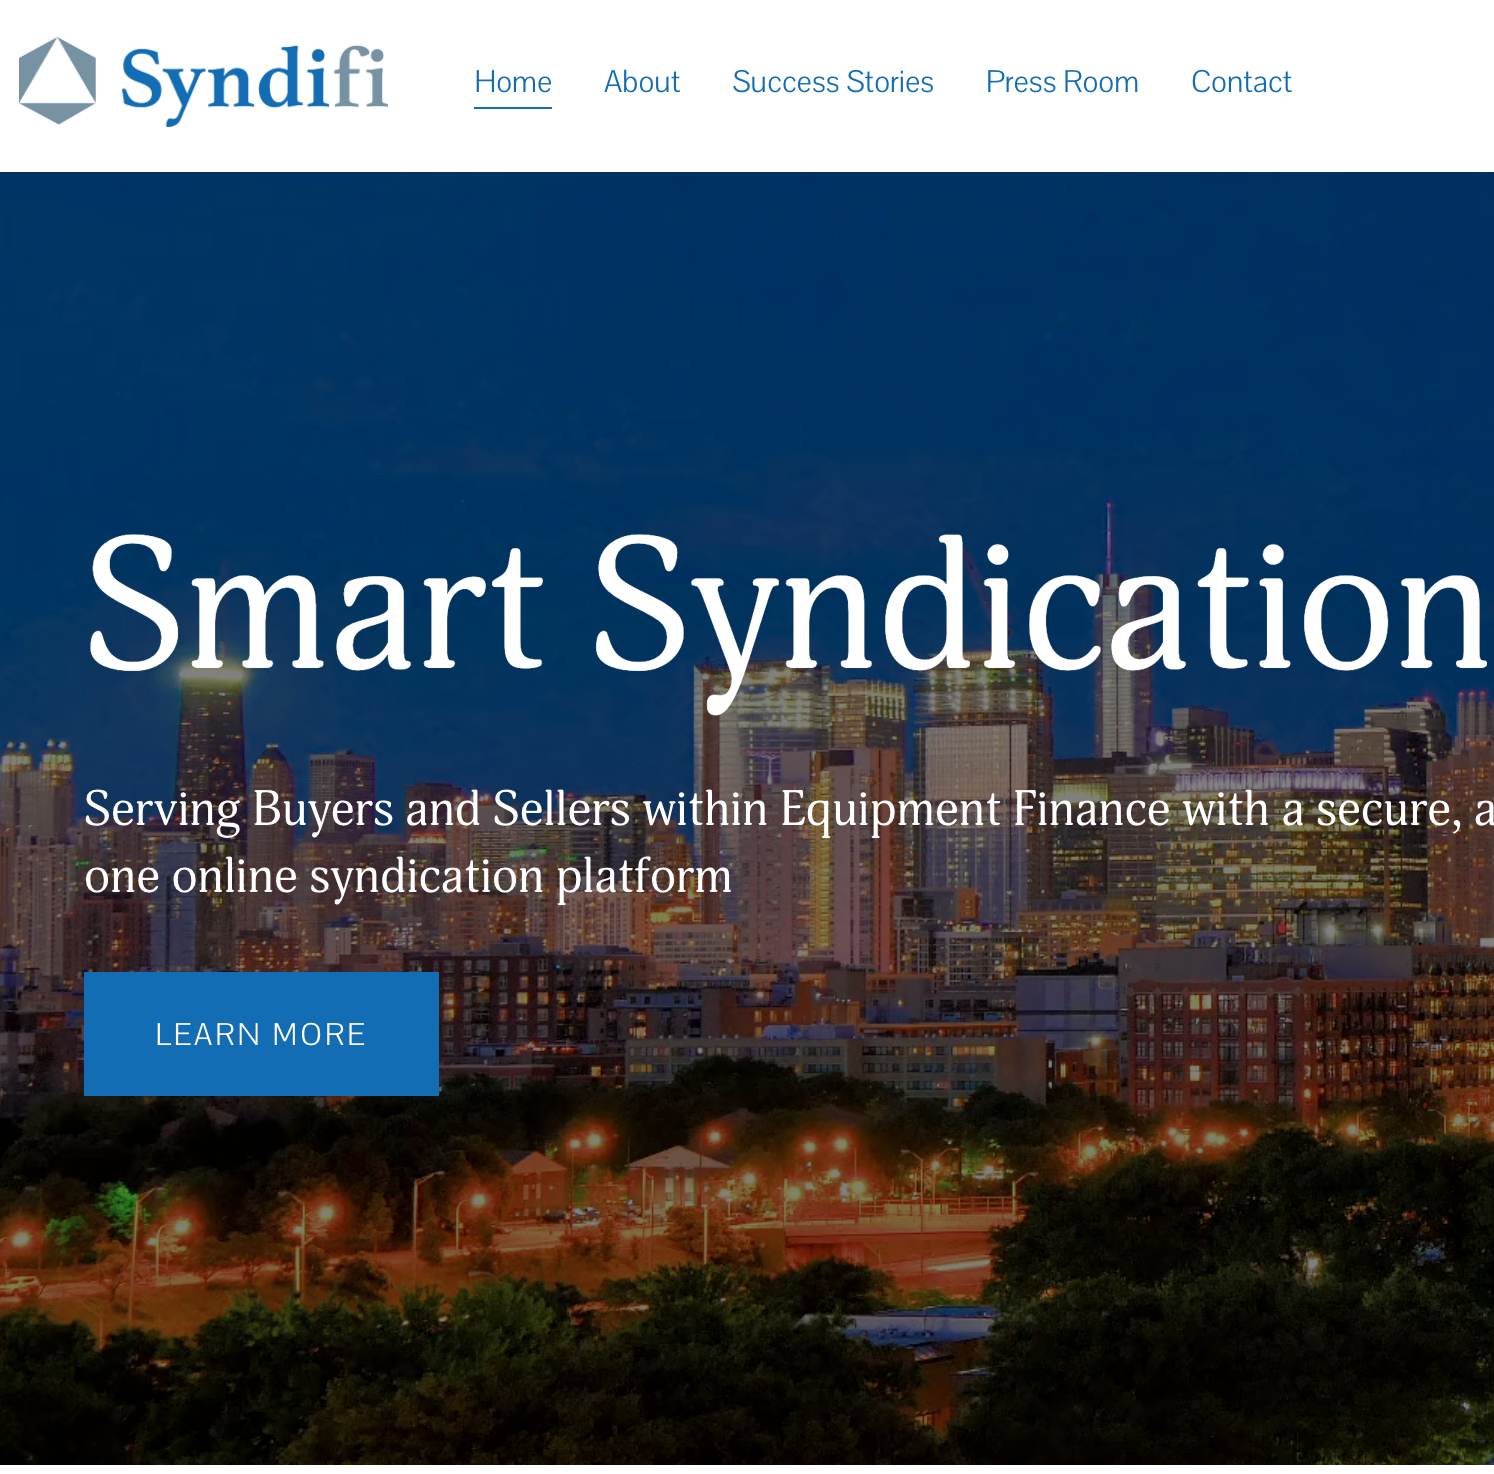 Syndifi
Home About Success Stories Press Room Contact
Smart Syndication
Serving Buyers and Sellers within Equipment Finance with a secure,
one online syndication platform
LEARN MORE